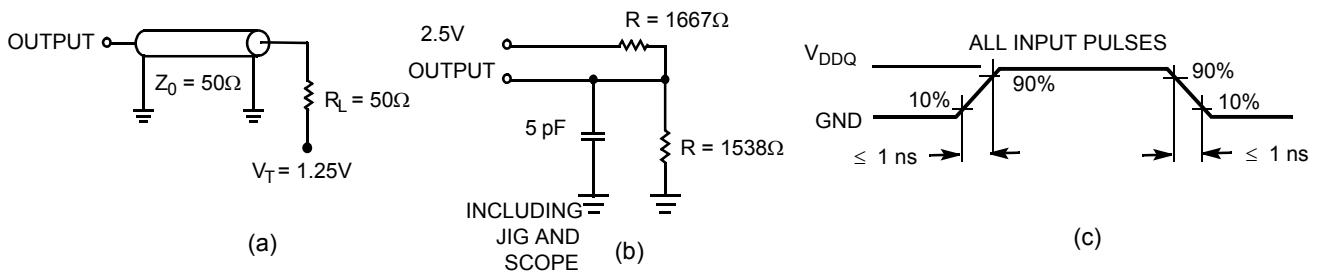 OUTPUT
Z0 = 50Ω
RL = 50Ω
VT = 1.25V
(a)
R = 1667Ω
2.5V
OUTPUT
5 pF
R = 1538Ω
INCLUDING
JIG AND
SCOPE
(b)
ALL INPUT PULSES
VDDQ
90%
90%
10%
10%
GND
≤ 1 ns
≤ 1 ns
(c)